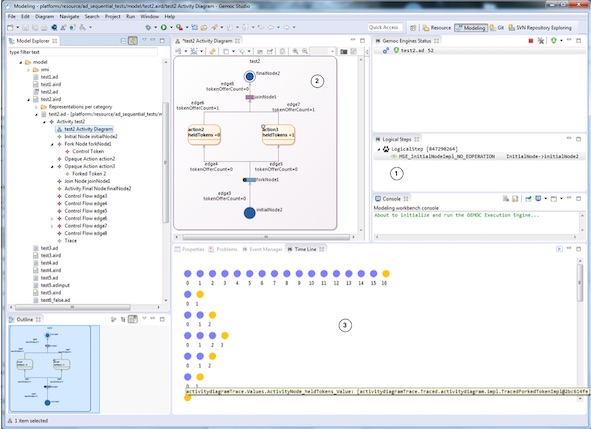 Modeling - platform:/resource/ad_sequential_tests/model/test2.aird/test2 Activity Diagram - Gemoc Studio
File Edit Diagram Navigate Search Project Run Window Help
Quick Access
Resource Modeling Git SVN Repository Exploring
Model Explorer
type filter text
model
xmi
test1.ad
test1.aird
test2.ad
test2.aird
Representations per category
test2.ad - [platform:/resource/ad_sequential_tests/model
Activity test2
test2 Activity Diagram
Initial Node initialNode2
Fork Node forkNode1
Control Token
Opaque Action action2
Opaque Action action3
Forked Token 2
Join Node joinNode1
Activity Final Node finalNode2
Control Flow edge3
Control Flow edge4
Control Flow edge5
Control Flow edge6
Control Flow edge7
Control Flow edge8
Trace
test3.ad
test3.aird
test4.ad
test4.aird
test5.ad
test5.adinput
test5.aird
test6_false.ad
Outline
1 item selected
*test2 Activity Diagram
test2
finalNode2
edge8
tokenOfferCount=0
joinNode1
edge6
tokenOfferCount=1
edge7
tokenOfferCount=1
action2
heldTokens =0
action3
heldTokens =1
edge4
tokenOfferCount=0
edge5
tokenOfferCount=0
forkNode1
edge3
tokenOfferCount=0
initialNode2
2
Gemoc Engines Status
test2.ad 52
Logical Steps
LogicalStep [847290264]
MSE_InitialNodeImpl_NO_EOPERATION InitialNode->initialNode2
1
Console
Modeling workbench console
About to initialize and run the GEMOC Execution Engine...
Properties Problems Event Manager Time Line
0 1 2 3 4 5 6 7 8 9 10 11 12 13 14 15 16
0 1
0 1 2
0 1 2 3
0 1 2
0 1
3
activitydiagramTrace.Values.ActivityNode_heldTokens_Value: [activitydiagramTrace.Traced.activitydiagram.impl.TracedForkedTokenImpl@2bc614fe]